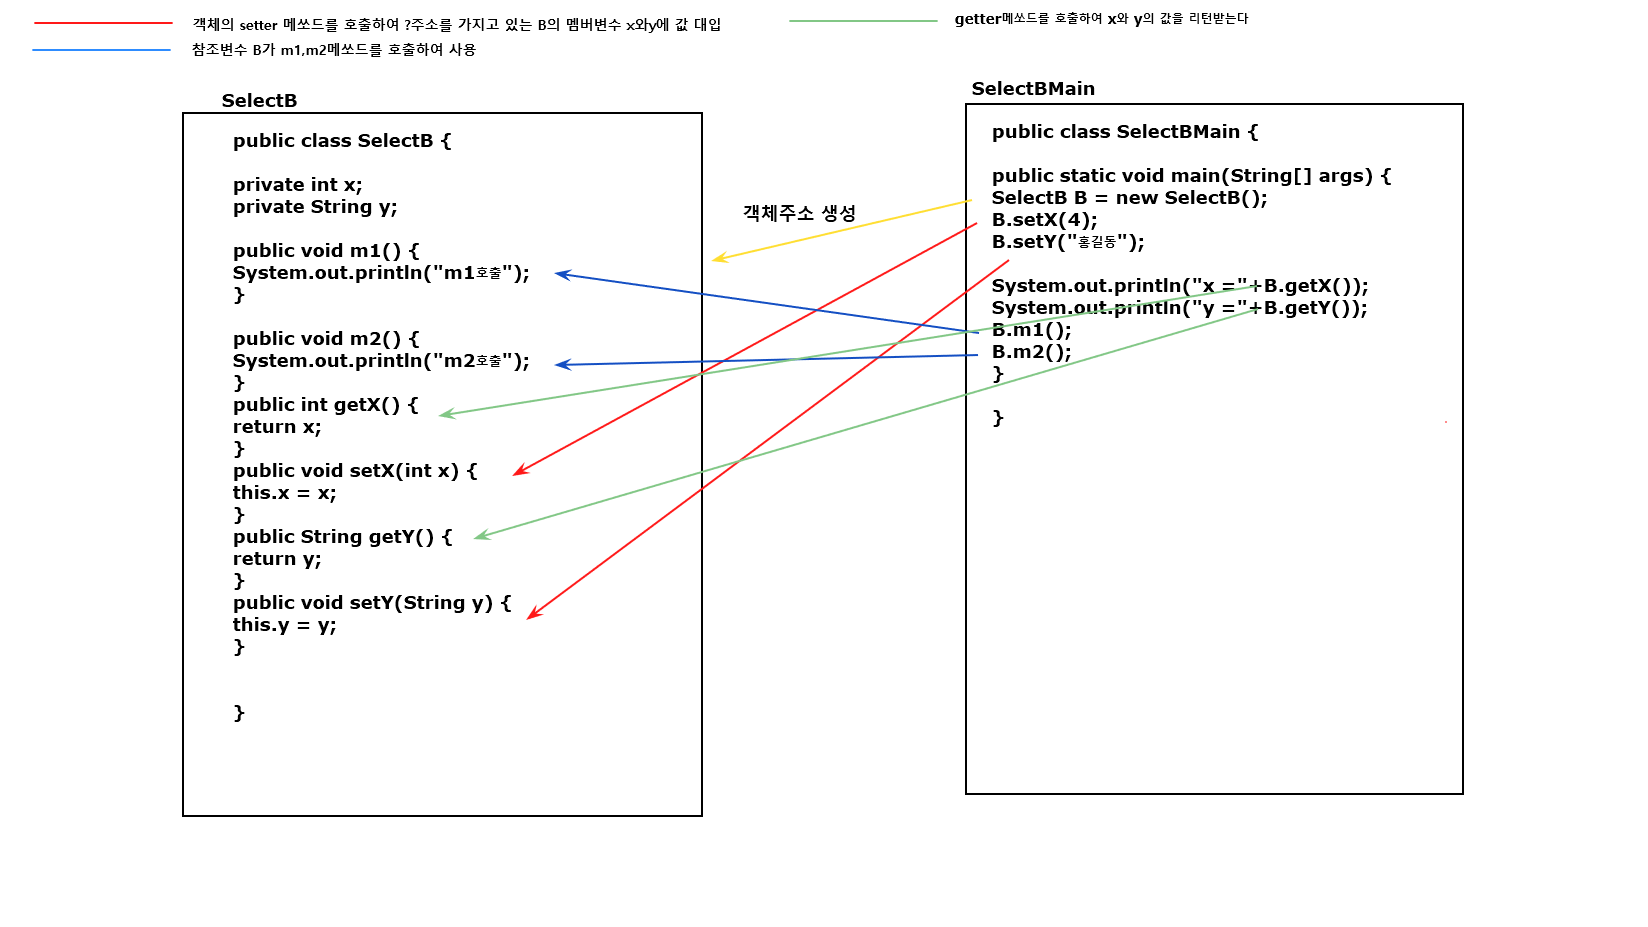 객체의 setter 메쏘드를 호출하여 ?주소를 가지고 있는 B의 멤버변수 x와y에 값 대입
참조변수 B가 m1,m2메쏘드를 호출하여 사용
getter메쏘드를 호출하여 x와 y의 값을 리턴받는다
SelectB
public class SelectB {
private int x;
private String y;
public void m1() {
System.out.println("m1호출");
}
public void m2() {
System.out.println("m2호출");
}
public int getX() {
return x;
}
public void setX(int x) {
this.x = x;
}
public String getY() {
return y;
}
public void setY(String y) {
this.y = y;
}
}
객체주소 생성
SelectBMain
public class SelectBMain {
public static void main(String[] args) {
SelectB B = new SelectB();
B.setX(4);
B.setY("홍길동");
System.out.println("x ="+B.getX());
System.out.println("y ="+B.getY());
B.m1();
B.m2();
}
}